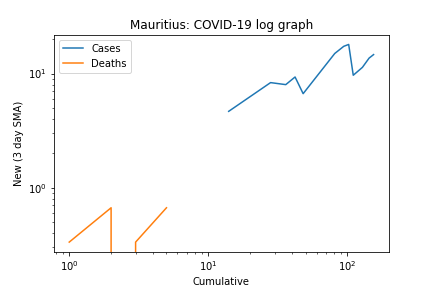 Mauritius: COVID-19 log graph
Cases
Deaths
New (3 day SMA)
10¹
10⁰
10⁰
10¹
10²
Cumulative